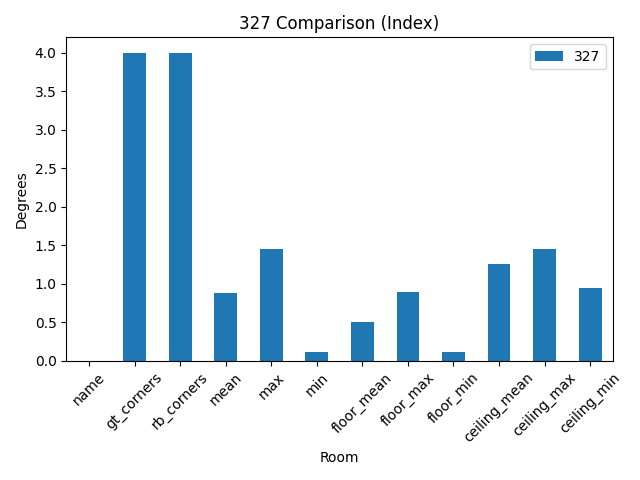 327 Comparison (Index)
327
Degrees
4.0
3.5
3.0
2.5
2.0
1.5
1.0
0.5
0.0
name
gt_corners
rb_corners
mean
max
min
floor_mean
floor_max
floor_min
ceiling_mean
ceiling_max
ceiling_min
Room